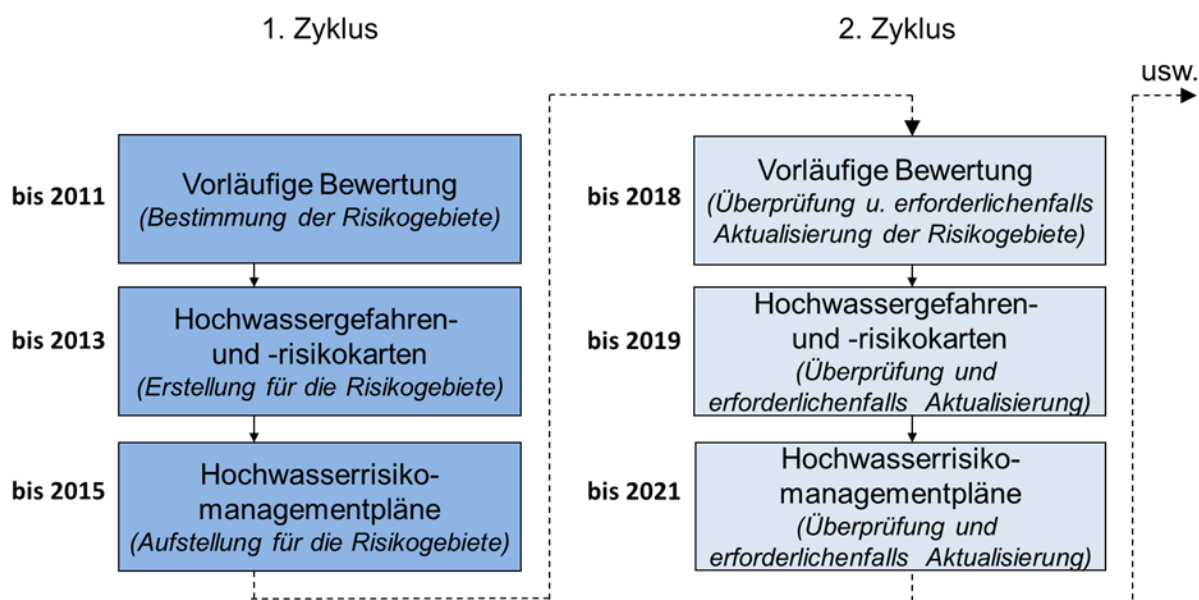 1. Zyklus
bis 2011
Vorläufige Bewertung
(Bestimmung der Risikogebiete)
bis 2013
Hochwassergefahren-
und -risikokarten
(Erstellung für die Risikogebiete)
bis 2015
Hochwasserrisiko-
managementpläne
(Aufstellung für die Risikogebiete)
2. Zyklus
bis 2018
Vorläufige Bewertung
(Überprüfung u. erforderlichenfalls
Aktualisierung der Risikogebiete)
bis 2019
Hochwassergefahren-
und -risikokarten
(Überprüfung und
erforderlichenfalls Aktualisierung)
bis 2021
Hochwasserrisiko-
managementpläne
(Überprüfung und
erforderlichenfalls Aktualisierung)
usw.